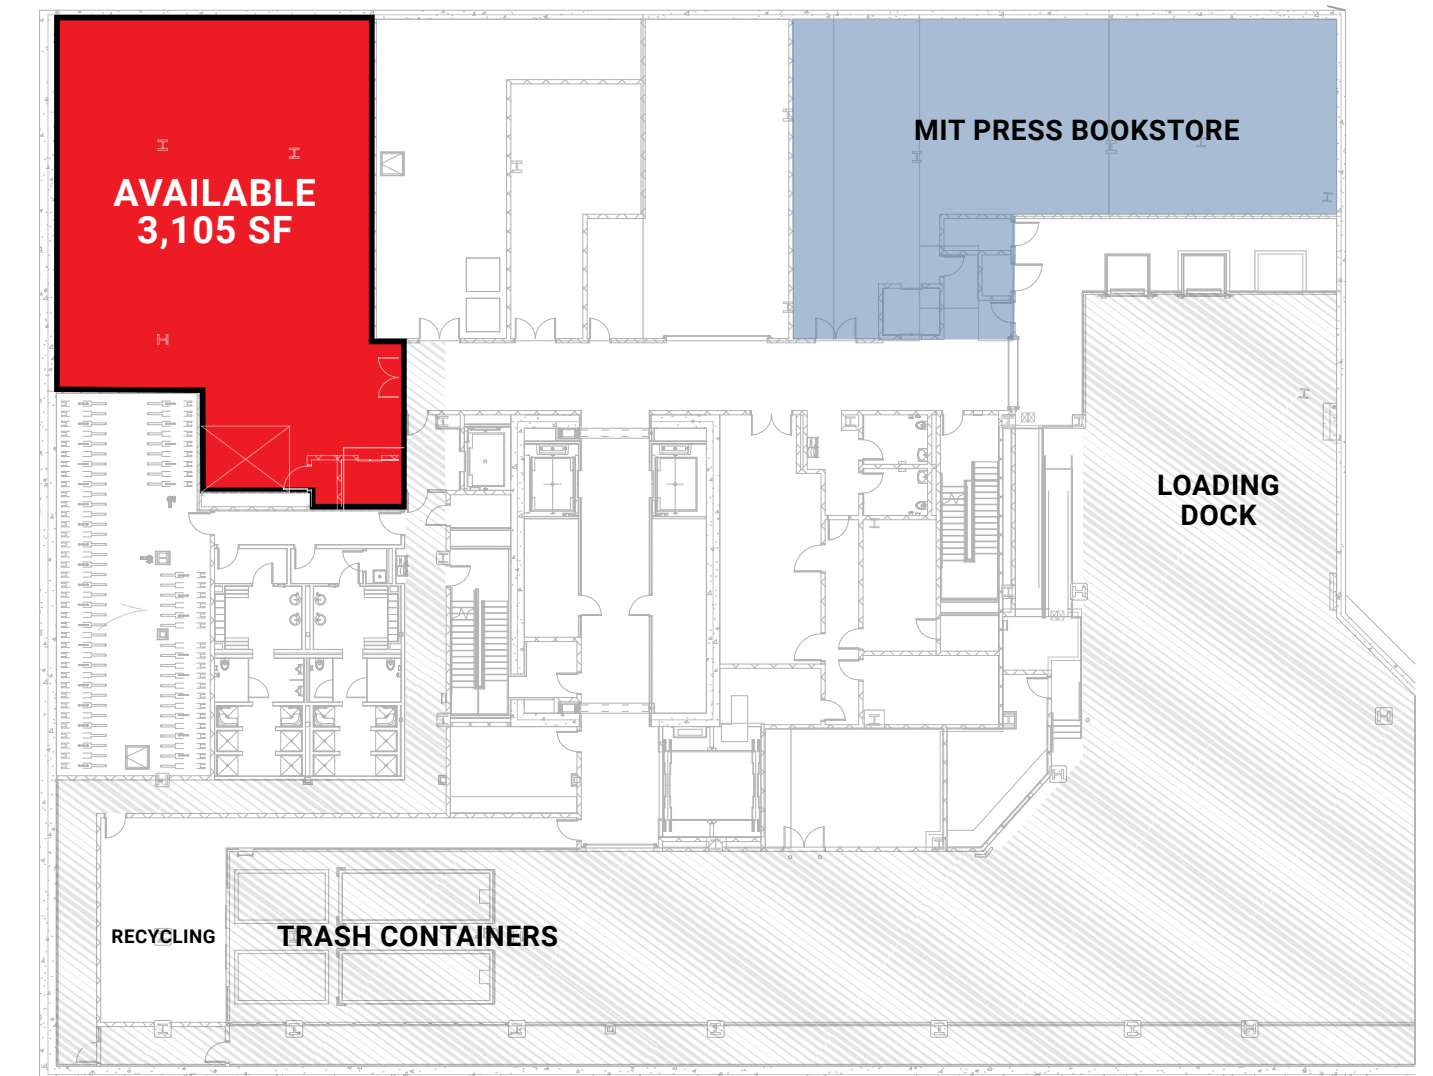 MIT PRESS BOOKSTORE
AVAILABLE
3,105 SF
LOADING
DOCK
RECYCLING
TRASH CONTAINERS